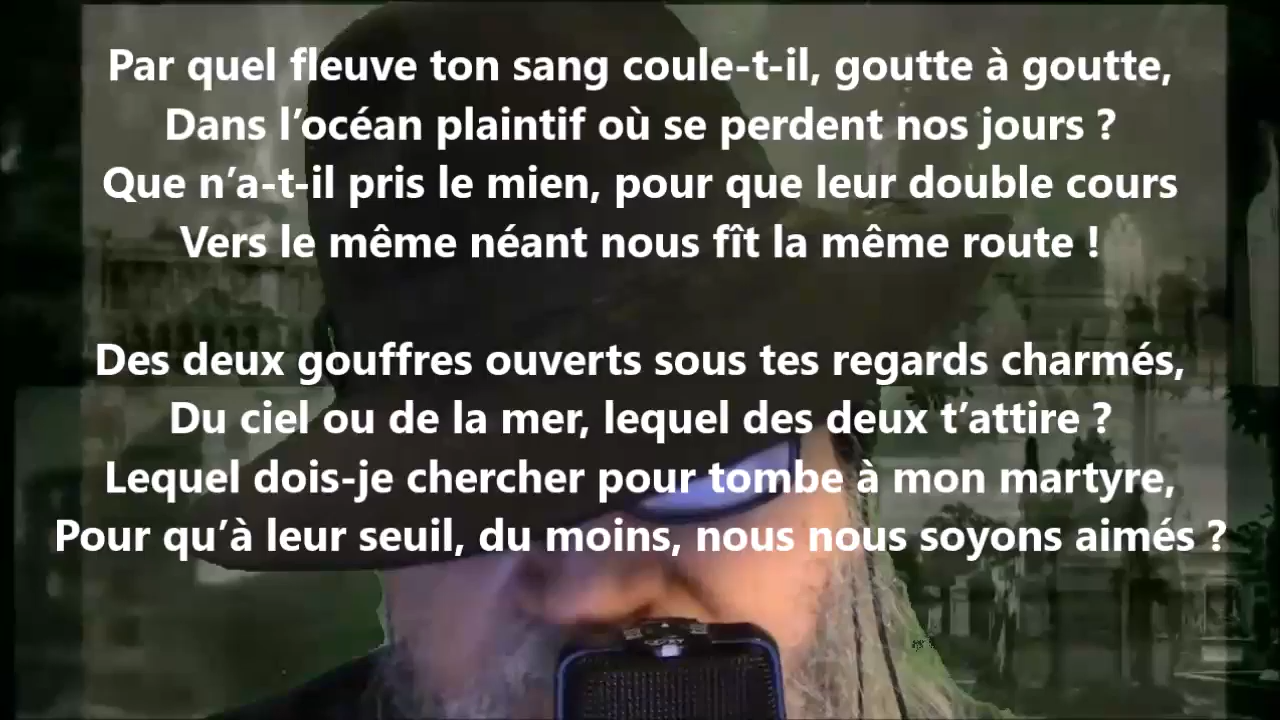 Par quel fleuve ton sang coule-t-il, goutte à goutte,
Dans l’océan plaintif où se perdent nos jours ?
Que n’a-t-il pris le mien, pour que leur double cours
Vers le même néant nous fît la même route !
Des deux gouffres ouverts sous tes regards charmés,
Du ciel ou de la mer, lequel des deux t’attire ?
Lequel dois-je chercher pour tombe à mon martyre,
Pour qu’à leur seuil, du moins, nous nous soyons aimés ?